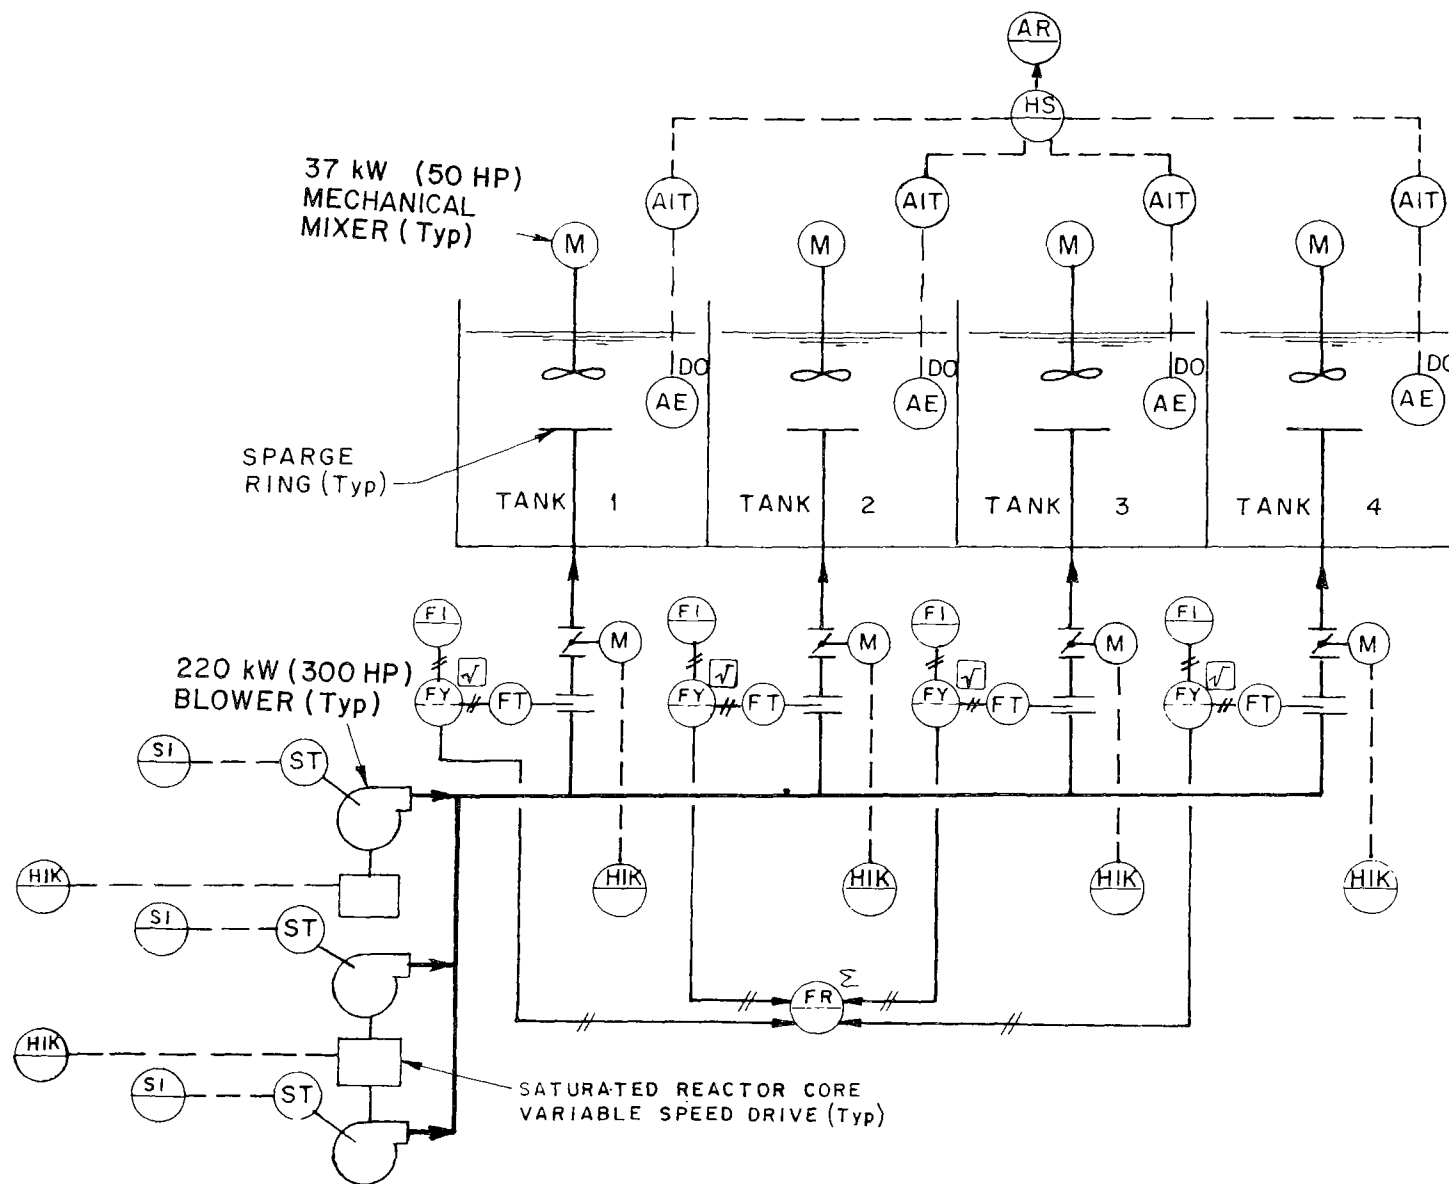 AR
HS
37 kW (50 HP)
MECHANICAL
MIXER (Typ)
AIT
AIT
AIT
AIT
M
M
M
M
DO
DO
DO
DO
AE
AE
AE
AE
SPARGE
RING (Typ)
TANK 1
TANK 2
TANK 3
TANK 4
FI
FI
FI
FI
M
M
M
M
220 kW (300 HP)
BLOWER (Typ)
√
√
√
√
FY
FT
FY
FT
FY
FT
FY
FT
SI
ST
HIK
HIK
HIK
HIK
HIK
SI
ST
Σ
FR
HIK
SI
ST
SATURATED REACTOR CORE
VARIABLE SPEED DRIVE (Typ)